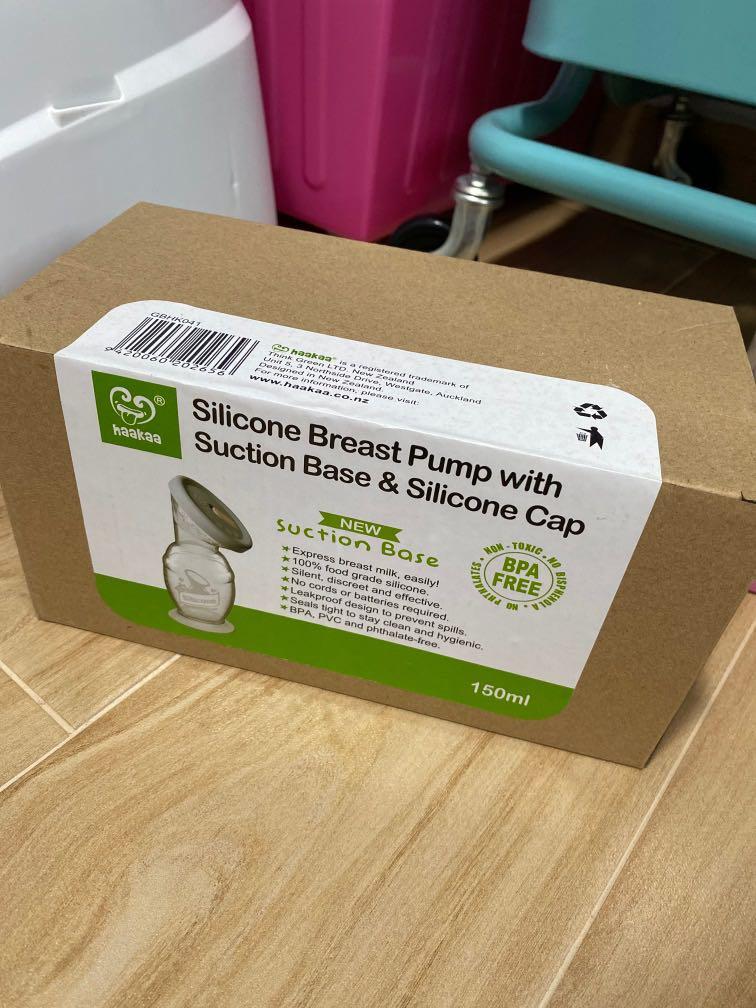 GBHK041
9 420060 202656
haakaa® is a registered trademark of
Think Green LTD. New Zealand
Unit 5, 3 Northside Drive, Westgate, Auckland
Designed in New Zealand.
For more information, please visit:
www.haakaa.co.nz
haakaa®
Silicone Breast Pump with
Suction Base & Silicone Cap
NEW
Suction Base
★Express breast milk, easily!
★100% food grade silicone.
★Silent, discreet and effective.
★No cords or batteries required.
★Leakproof design to prevent spills.
★Seals tight to stay clean and hygienic.
★BPA, PVC and phthalate-free.
NON-TOXIC • NO BISPHENOL A • NO PHTHALATES •
BPA
FREE
150ml